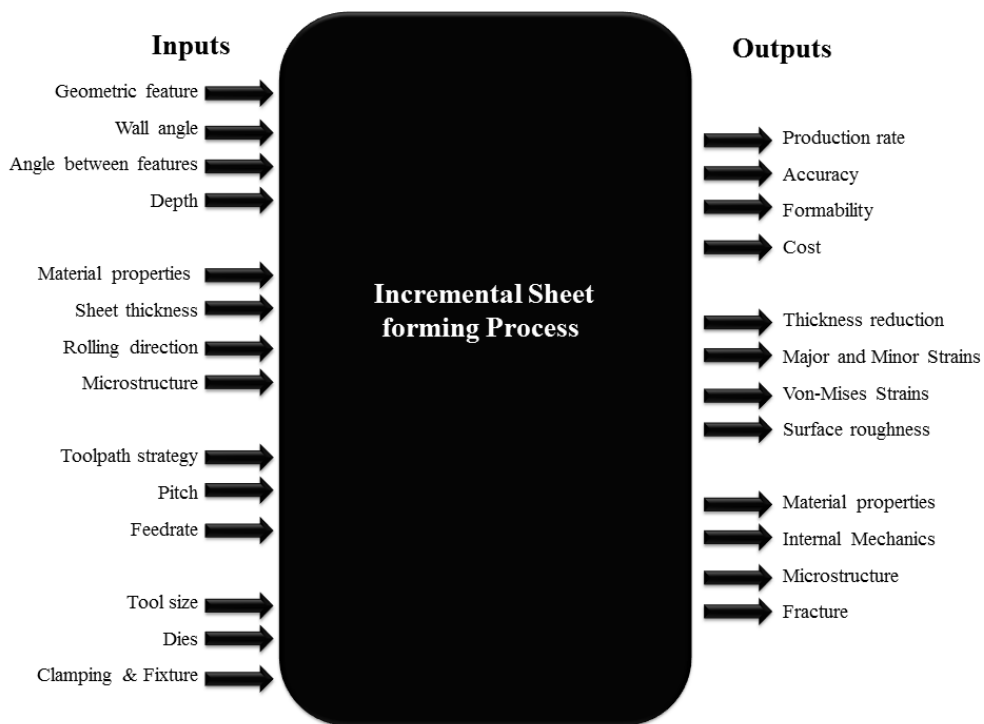 Inputs
Geometric feature
Wall angle
Angle between features
Depth
Material properties
Sheet thickness
Rolling direction
Microstructure
Toolpath strategy
Pitch
Feedrate
Tool size
Dies
Clamping & Fixture
Incremental Sheet
forming Process
Outputs
Production rate
Accuracy
Formability
Cost
Thickness reduction
Major and Minor Strains
Von-Mises Strains
Surface roughness
Material properties
Internal Mechanics
Microstructure
Fracture